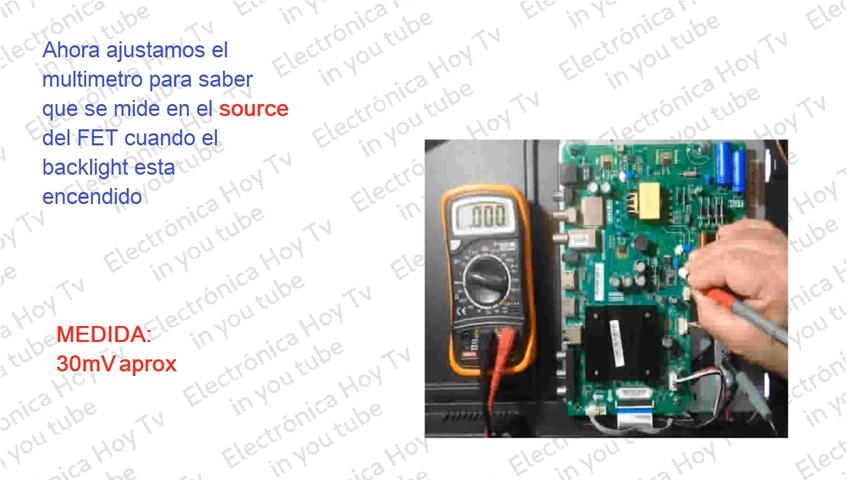 Ahora ajustamos el
multimetro para saber
que se mide en el source
del FET cuando el
backlight esta
encendido
MEDIDA:
30mV aprox
.000
Electrónica Hoy Tv
in you tube